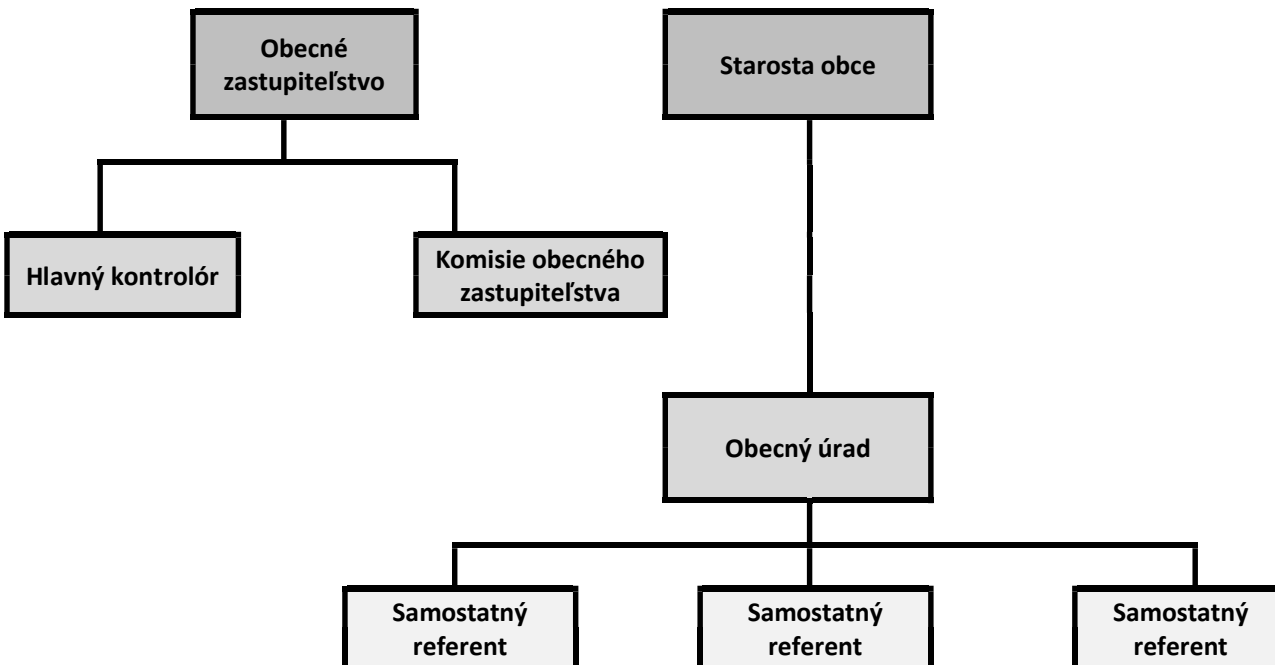 Obecné
zastupiteľstvo
Starosta obce
Hlavný kontrolór
Komisie obecného
zastupiteľstva
Obecný úrad
Samostatný
referent
Samostatný
referent
Samostatný
referent